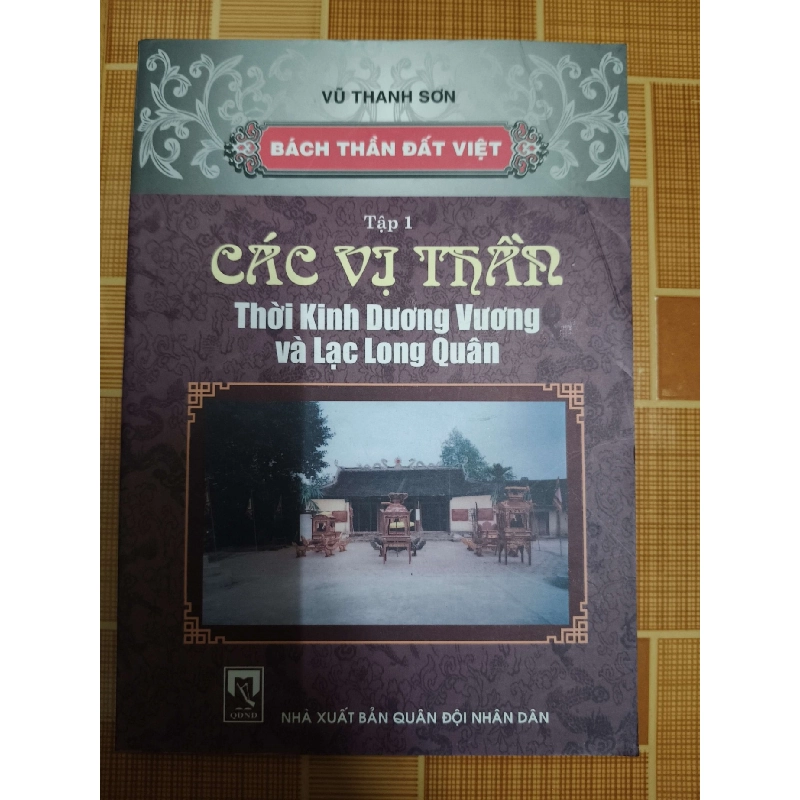 VŨ THANH SƠN
BÁCH THẦN ĐẤT VIỆT
Tập 1
CÁC VỊ THẦN
Thời Kinh Dương Vương
và Lạc Long Quân
QĐND
NHÀ XUẤT BẢN QUÂN ĐỘI NHÂN DÂN